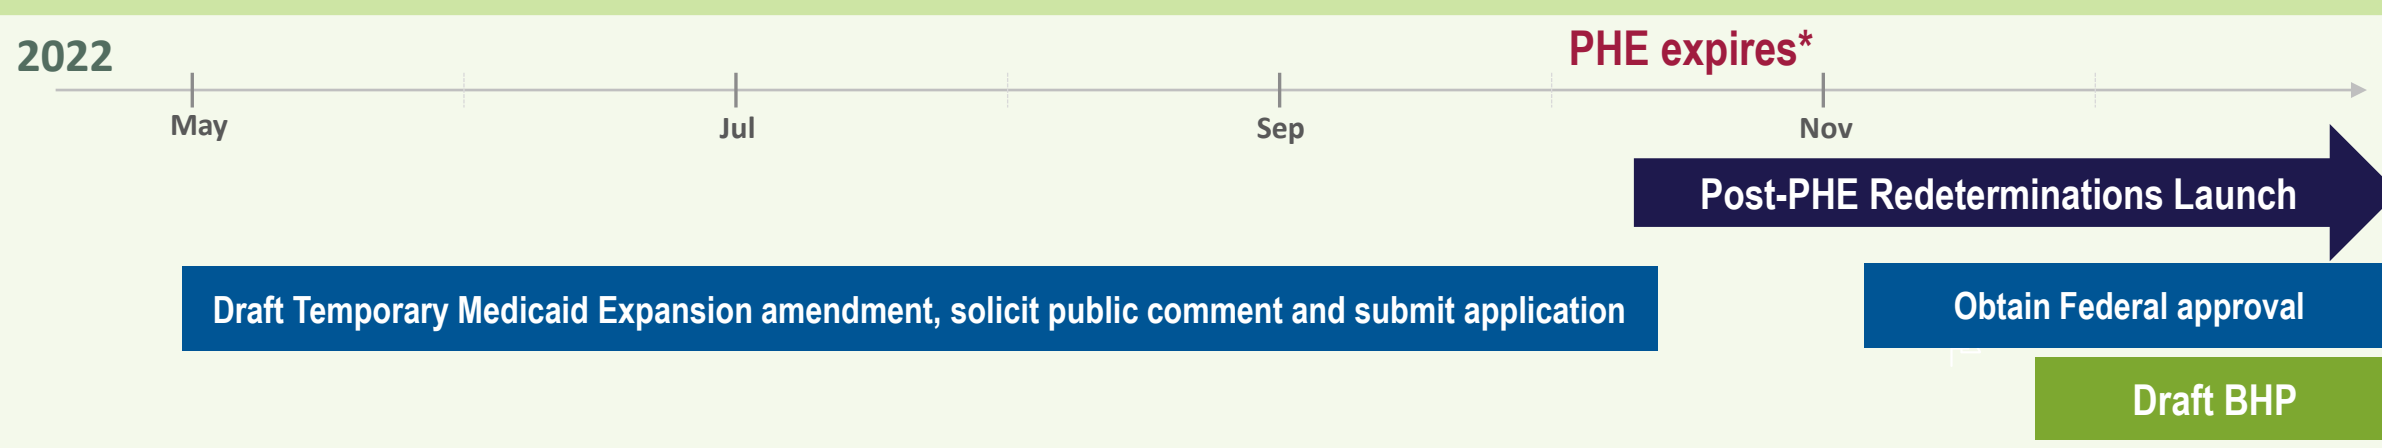 2022
PHE expires*
May
Jul
Sep
Nov
Post-PHE Redeterminations Launch
Draft Temporary Medicaid Expansion amendment, solicit public comment and submit application
Obtain Federal approval
Draft BHP